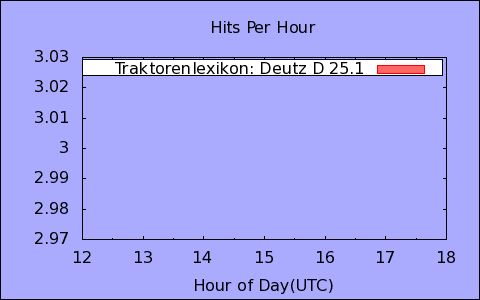 Hits Per Hour
3.03
Traktorenlexikon: Deutz D 25.1
3.02
3.01
3
2.99
2.98
2.97
12 13 14 15 16 17 18
Hour of Day(UTC)